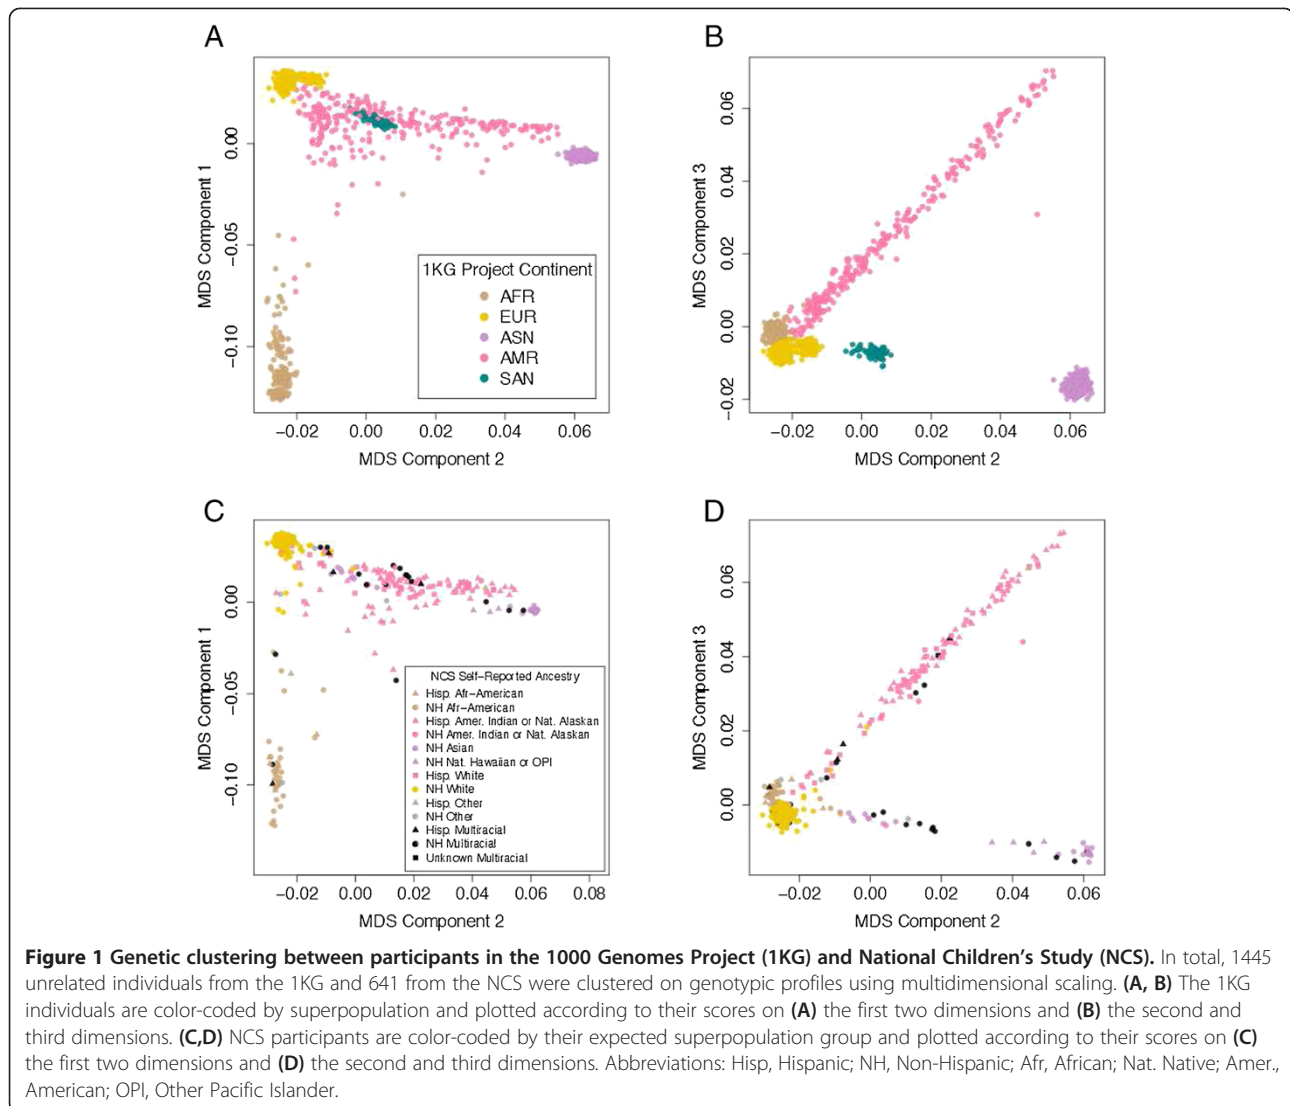 A
MDS Component 1
0.00
−0.05
−0.10
−0.02
0.00
0.02
0.04
0.06
MDS Component 2
1KG Project Continent
AFR
EUR
ASN
AMR
SAN
B
MDS Component 3
0.06
0.04
0.02
0.00
−0.02
−0.02
0.00
0.02
0.04
0.06
MDS Component 2
C
MDS Component 1
0.00
−0.05
−0.10
−0.02
0.00
0.02
0.04
0.06
0.08
MDS Component 2
NCS Self−Reported Ancestry
Hisp. Afr−American
NH Afr−American
Hisp. Amer. Indian or Nat. Alaskan
NH Amer. Indian or Nat. Alaskan
NH Asian
NH Nat. Hawaiian or OPI
Hisp. White
NH White
Hisp. Other
NH Other
Hisp. Multiracial
NH Multiracial
Unknown Multiracial
D
MDS Component 3
0.06
0.04
0.02
0.00
−0.02
0.00
0.02
0.04
0.06
MDS Component 2
Figure 1 Genetic clustering between participants in the 1000 Genomes Project (1KG) and National Children's Study (NCS). In total, 1445
unrelated individuals from the 1KG and 641 from the NCS were clustered on genotypic profiles using multidimensional scaling. (A, B) The 1KG
individuals are color-coded by superpopulation and plotted according to their scores on (A) the first two dimensions and (B) the second and
third dimensions. (C,D) NCS participants are color-coded by their expected superpopulation group and plotted according to their scores on (C)
the first two dimensions and (D) the second and third dimensions. Abbreviations: Hisp, Hispanic; NH, Non-Hispanic; Afr, African; Nat. Native; Amer.,
American; OPI, Other Pacific Islander.